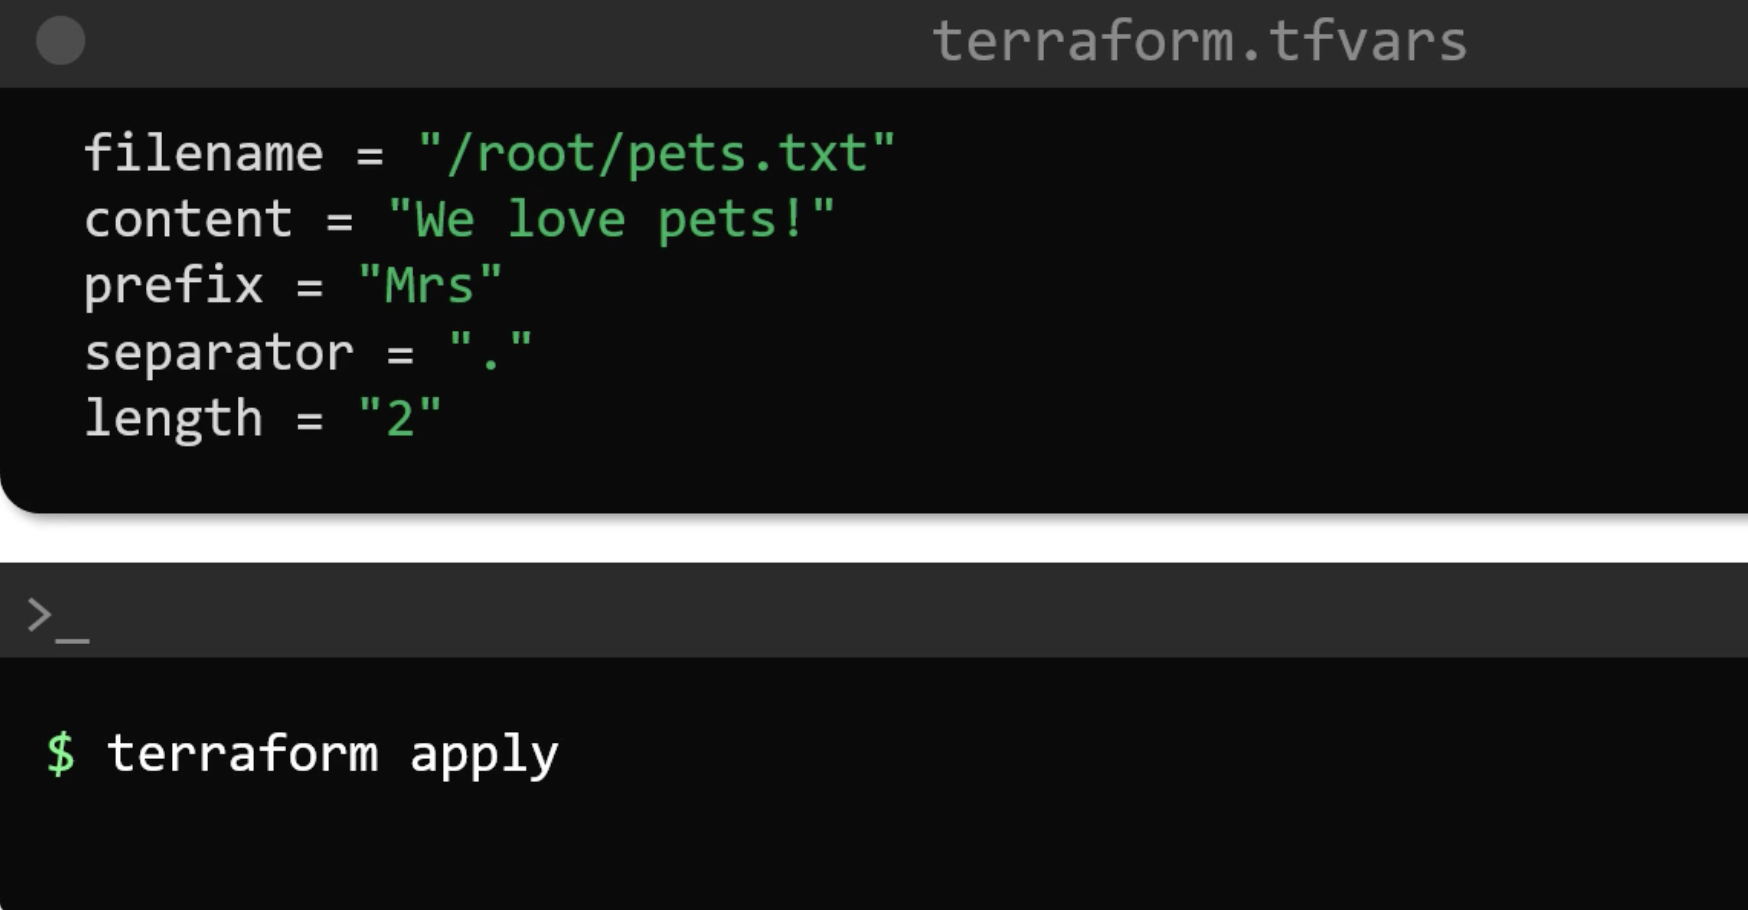 terraform.tfvars
filename = "/root/pets.txt"
content = "We love pets!"
prefix = "Mrs"
separator = "."
length = "2"
>_
$ terraform apply